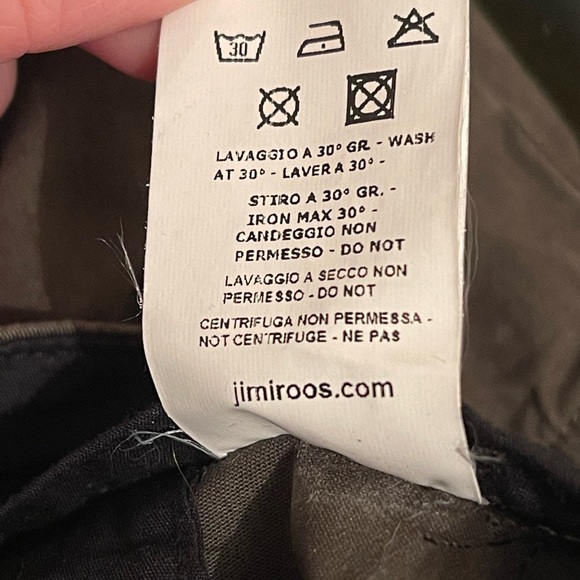 30
LAVAGGIO A 30° GR. - WASH
AT 30° - LAVER A 30° -
STIRO A 30° GR. -
IRON MAX 30° -
CANDEGGIO NON
PERMESSO - DO NOT
LAVAGGIO A SECCO NON
PERMESSO - DO NOT
CENTRIFUGA NON PERMESSA -
NOT CENTRIFUGE - NE PAS
jimiroos.com